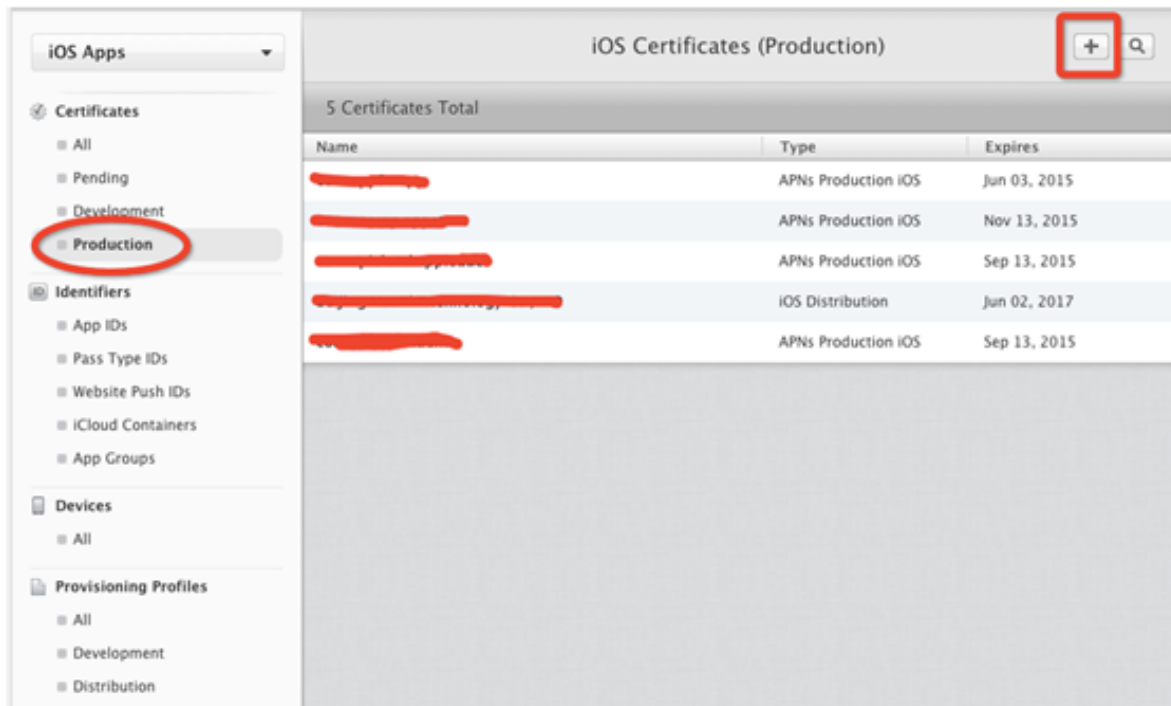 iOS Apps
Certificates
All
Pending
Development
Production
Identifiers
App IDs
Pass Type IDs
Website Push IDs
iCloud Containers
App Groups
Devices
All
Provisioning Profiles
All
Development
Distribution
iOS Certificates (Production)
5 Certificates Total
Name Type Expires
APNs Production iOS Jun 03, 2015
APNs Production iOS Nov 13, 2015
APNs Production iOS Sep 13, 2015
iOS Distribution Jun 02, 2017
APNs Production iOS Sep 13, 2015